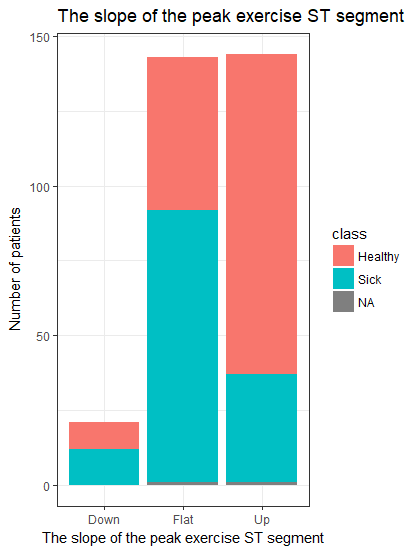 The slope of the peak exercise ST segment
150
100
50
0
Number of patients
Down Flat Up
The slope of the peak exercise ST segment
class
Healthy
Sick
NA